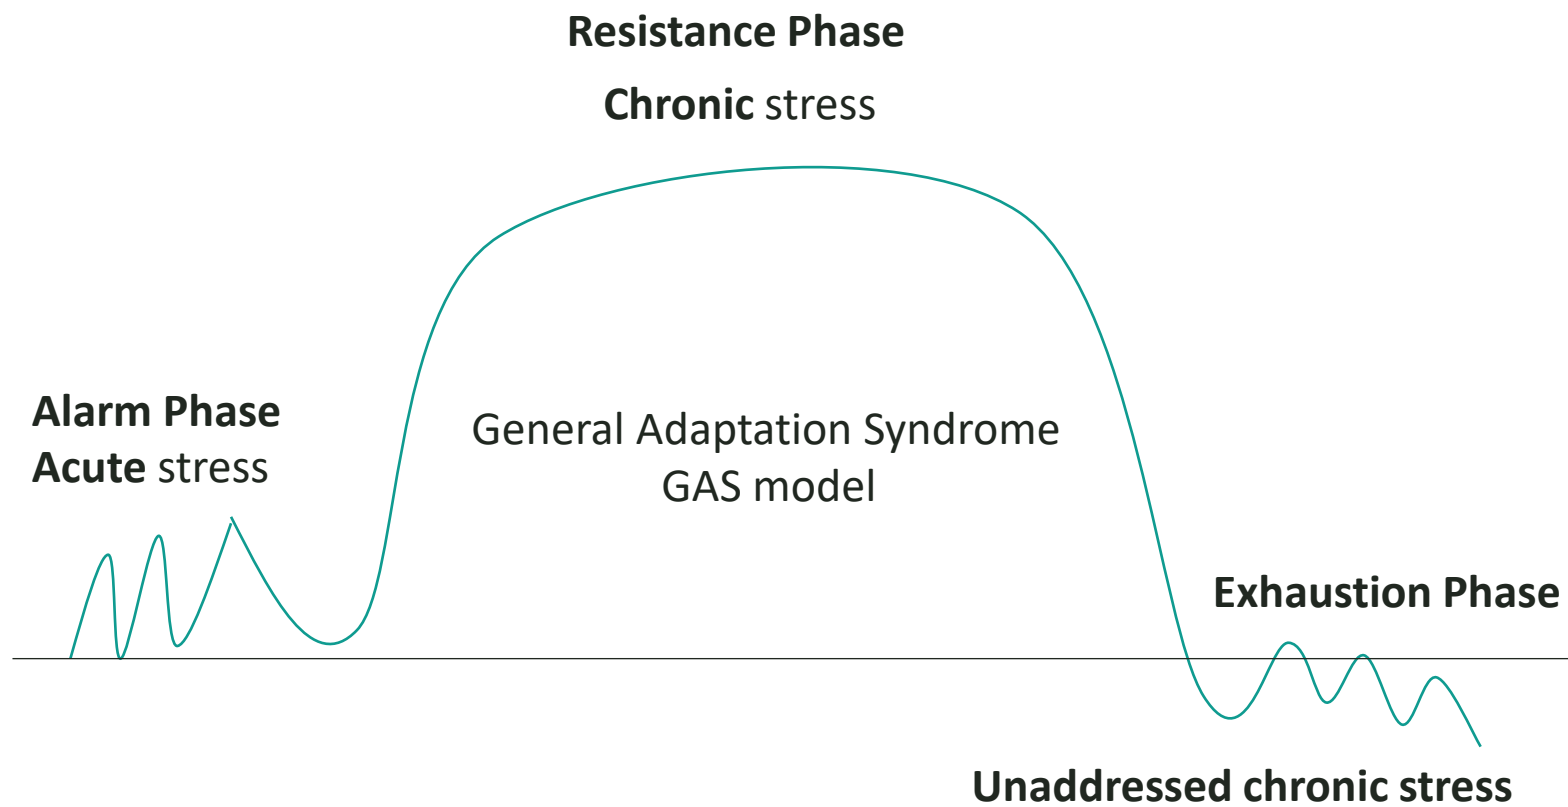 Resistance Phase
Chronic stress
Alarm Phase
Acute stress
General Adaptation Syndrome
GAS model
Exhaustion Phase
Unaddressed chronic stress